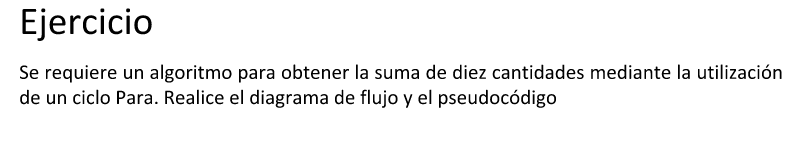 Ejercicio
Se requiere un algoritmo para obtener la suma de diez cantidades mediante la utilización
de un ciclo Para. Realice el diagrama de flujo y el pseudocódigo